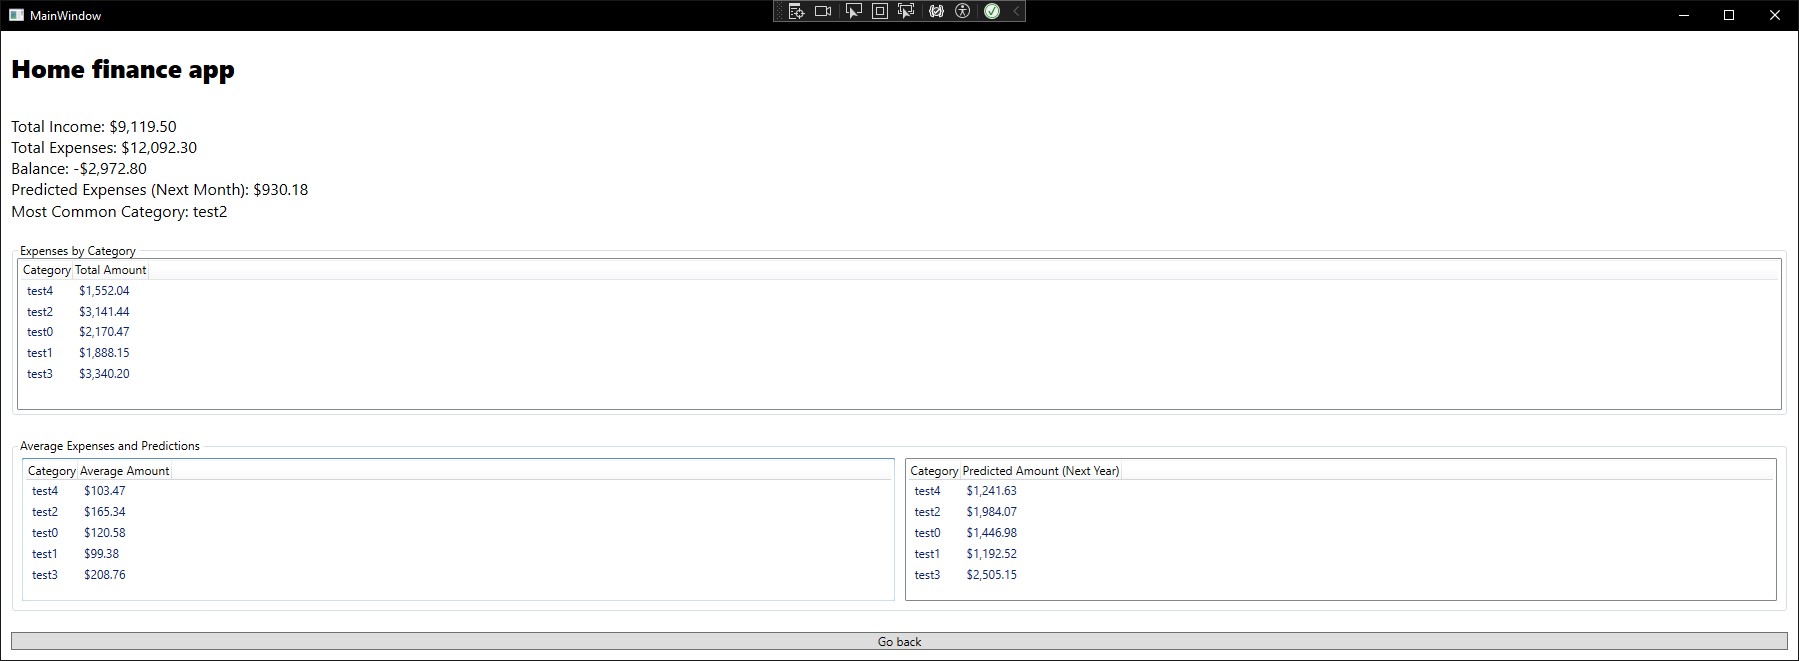 MainWindow
Home finance app
Total Income: $9,119.50
Total Expenses: $12,092.30
Balance: -$2,972.80
Predicted Expenses (Next Month): $930.18
Most Common Category: test2
Expenses by Category
Category Total Amount
test4 $1,552.04
test2 $3,141.44
test0 $2,170.47
test1 $1,888.15
test3 $3,340.20
Average Expenses and Predictions
Category Average Amount
test4 $103.47
test2 $165.34
test0 $120.58
test1 $99.38
test3 $208.76
Category Predicted Amount (Next Year)
test4 $1,241.63
test2 $1,984.07
test0 $1,446.98
test1 $1,192.52
test3 $2,505.15
Go back